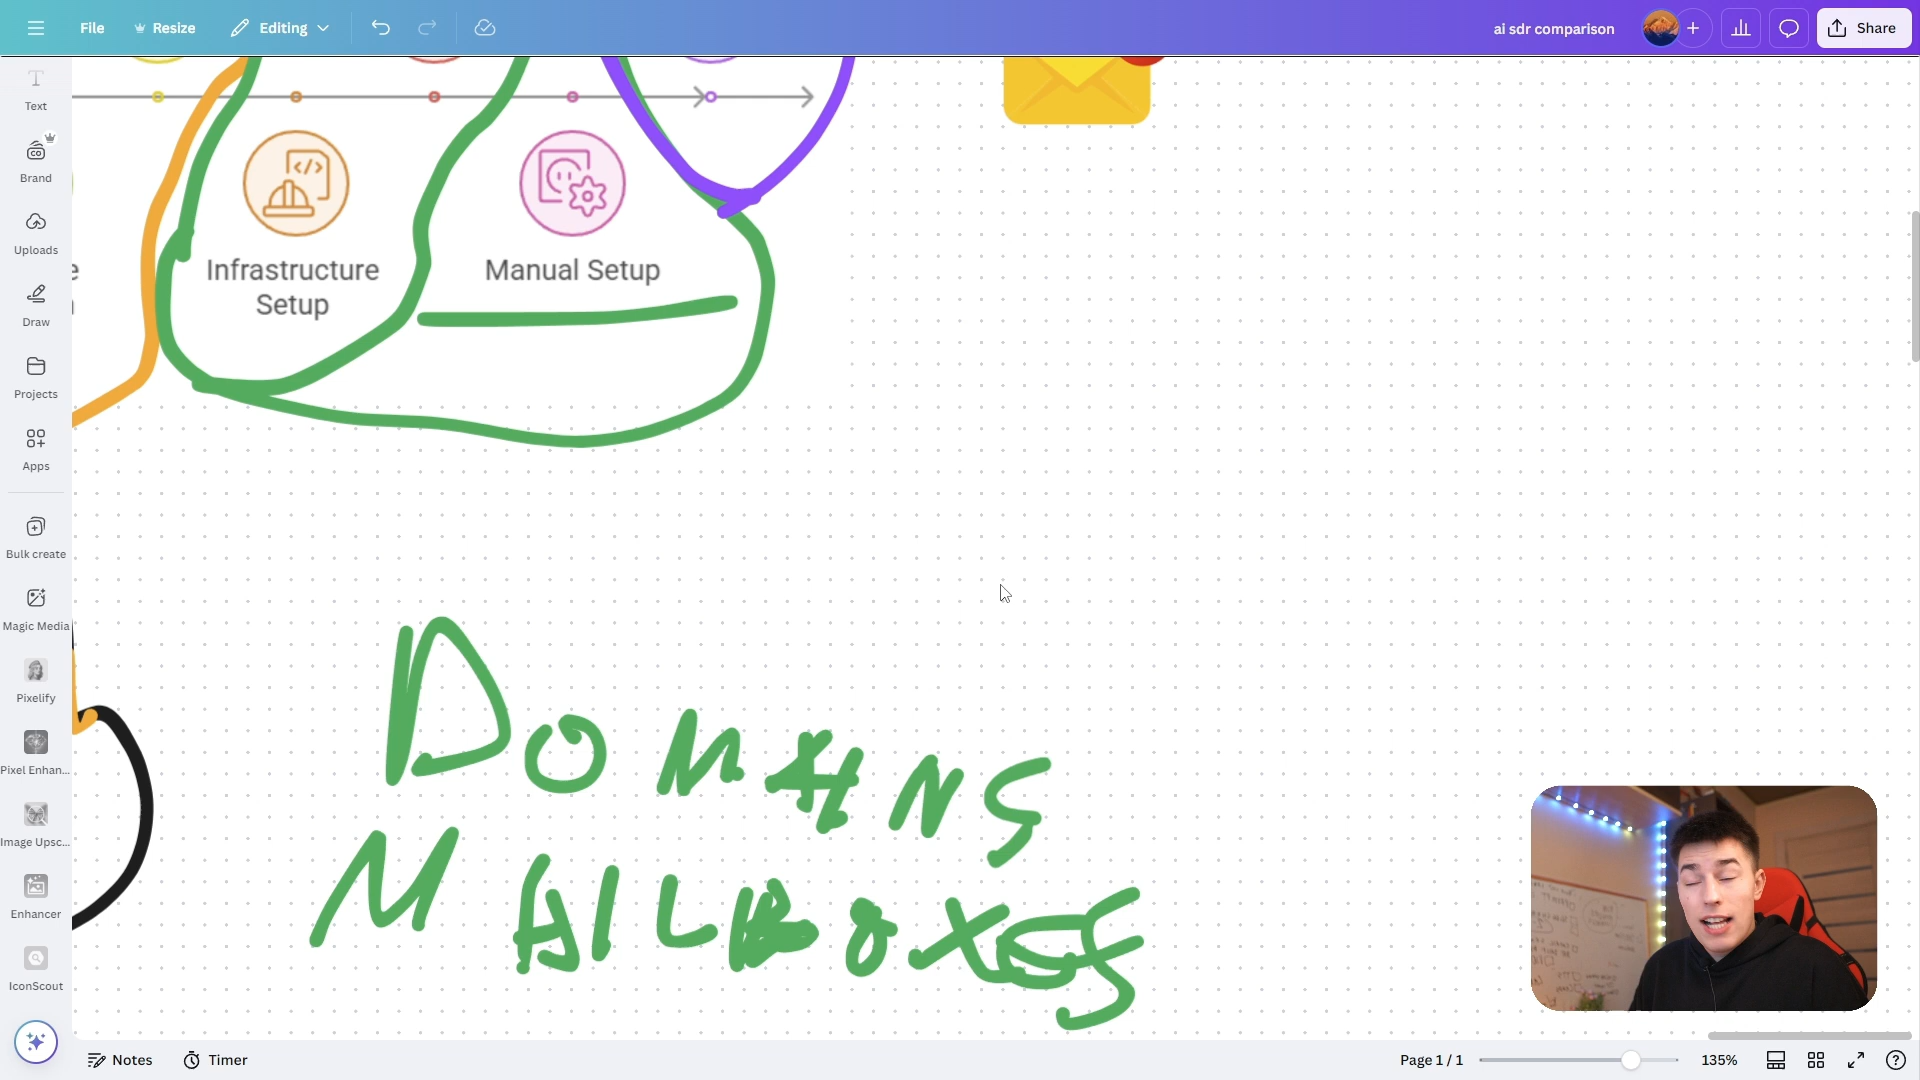 File
Resize
Editing
ai sdr comparison
Share
Text
Brand
Uploads
Draw
Projects
Apps
Bulk create
Magic Media
Pixelify
Pixel Enhan...
Image Upsc...
Enhancer
IconScout
e
Infrastructure
Setup
Manual Setup
DOMAINS
MAILBOXES
Notes
Timer
Page 1 / 1
135%